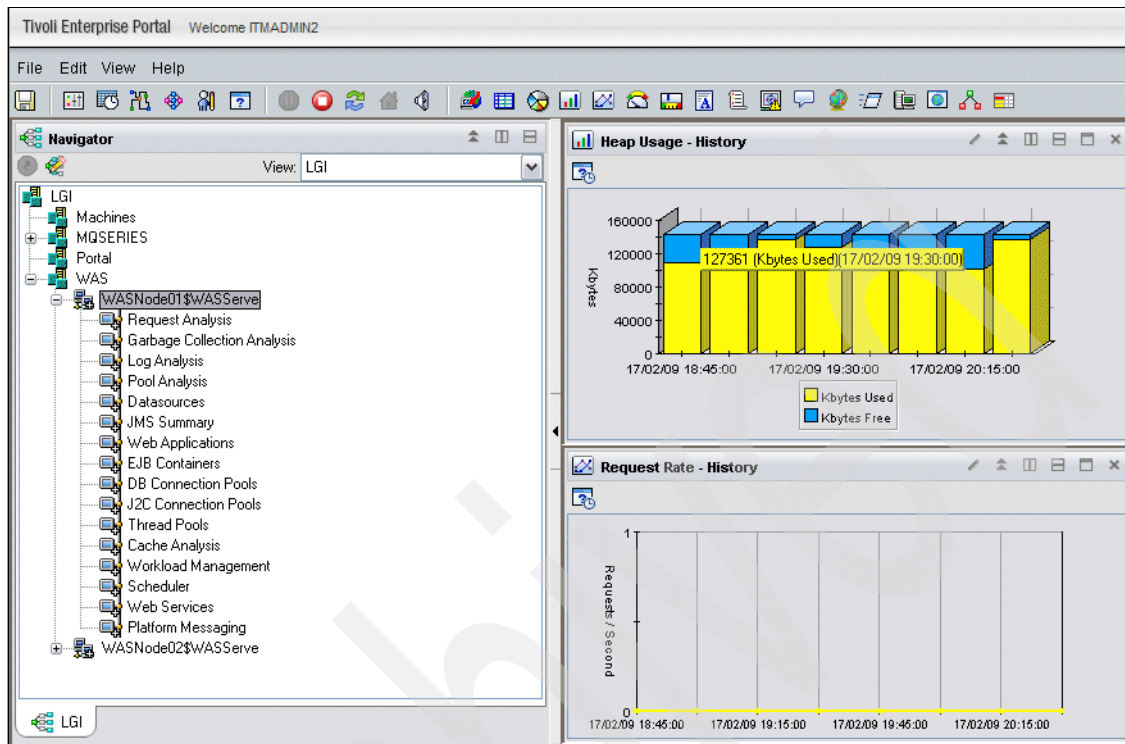 Tivoli Enterprise Portal Welcome ITMADMIN2
File Edit View Help
Navigator
View: LGI
LGI
Machines
MQSERIES
Portal
WAS
WASNode01$WASServe
Request Analysis
Garbage Collection Analysis
Log Analysis
Pool Analysis
Datasources
JMS Summary
Web Applications
EJB Containers
DB Connection Pools
J2C Connection Pools
Thread Pools
Cache Analysis
Workload Management
Scheduler
Web Services
Platform Messaging
WASNode02$WASServe
LGI
Heap Usage - History
160000
120000
80000
40000
0
Kbytes
127361 (Kbytes Used)(17/02/09 19:30:00)
17/02/09 18:45:00 17/02/09 19:30:00 17/02/09 20:15:00
Kbytes Used
Kbytes Free
Request Rate - History
1
0
Requests / Second
17/02/09 18:45:00 17/02/09 19:15:00 17/02/09 19:45:00 17/02/09 20:15:00